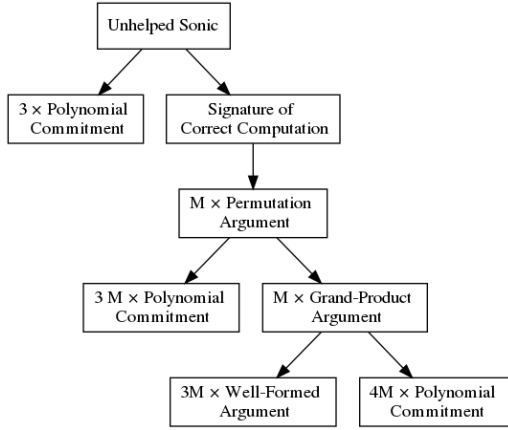 Unhelped Sonic
3 × Polynomial
Commitment
Signature of
Correct Computation
M × Permutation
Argument
3 M × Polynomial
Commitment
M × Grand-Product
Argument
3M × Well-Formed
Argument
4M × Polynomial
Commitment